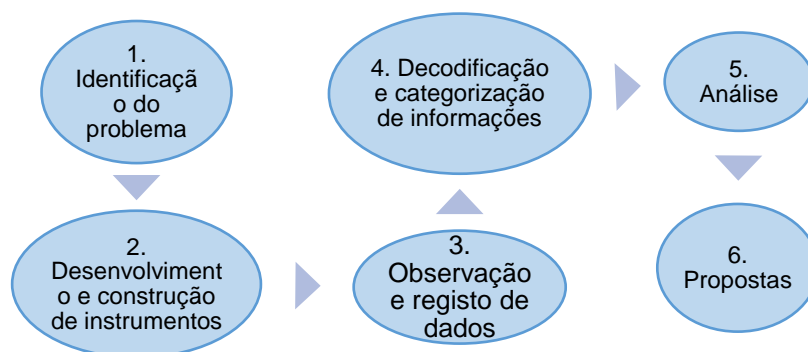 1.
Identificaçã
o do
problema
2.
Desenvolviment
o e construção
de instrumentos
3.
Observação
e registo de
dados
4. Decodificação
e categorização
de informações
5.
Análise
6.
Propostas